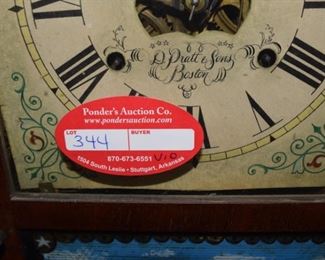 D. Pratt & Sons
Boston
Ponder's Auction Co.
www.pondersauction.com
LOT
BUYER
344
870-673-6551
1504 South Leslie • Stuttgart, Arkansas